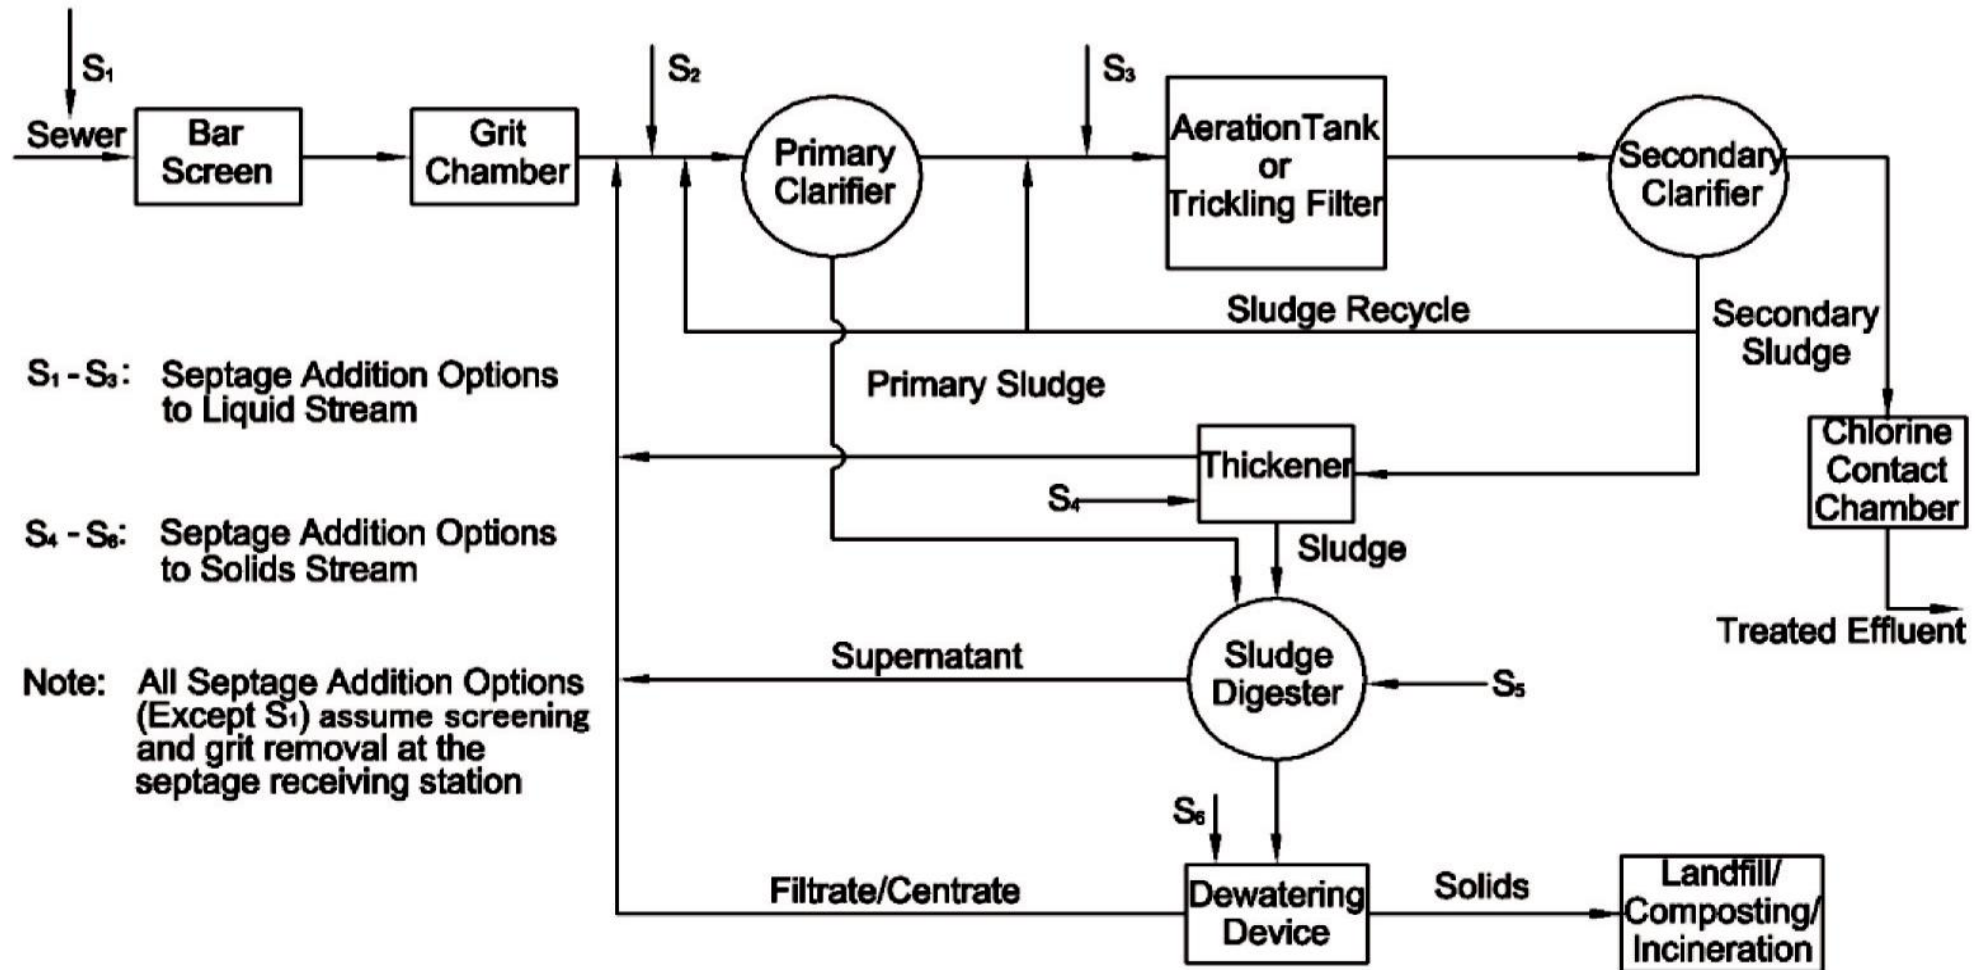 S₁
Sewer
Bar
Screen
Grit
Chamber
S₂
Primary
Clarifier
S₃
AerationTank
or
Trickling Filter
Secondary
Clarifier
Sludge Recycle
Secondary
Sludge
Primary Sludge
S₁ - S₃: Septage Addition Options
to Liquid Stream
Thickener
S₄
Chlorine
Contact
Chamber
S₄ - S₆: Septage Addition Options
to Solids Stream
Sludge
Treated Effluent
Supernatant
Sludge
Digester
S₅
Note: All Septage Addition Options
(Except S₁) assume screening
and grit removal at the
septage receiving station
S₆
Filtrate/Centrate
Dewatering
Device
Solids
Landfill/
Composting/
Incineration